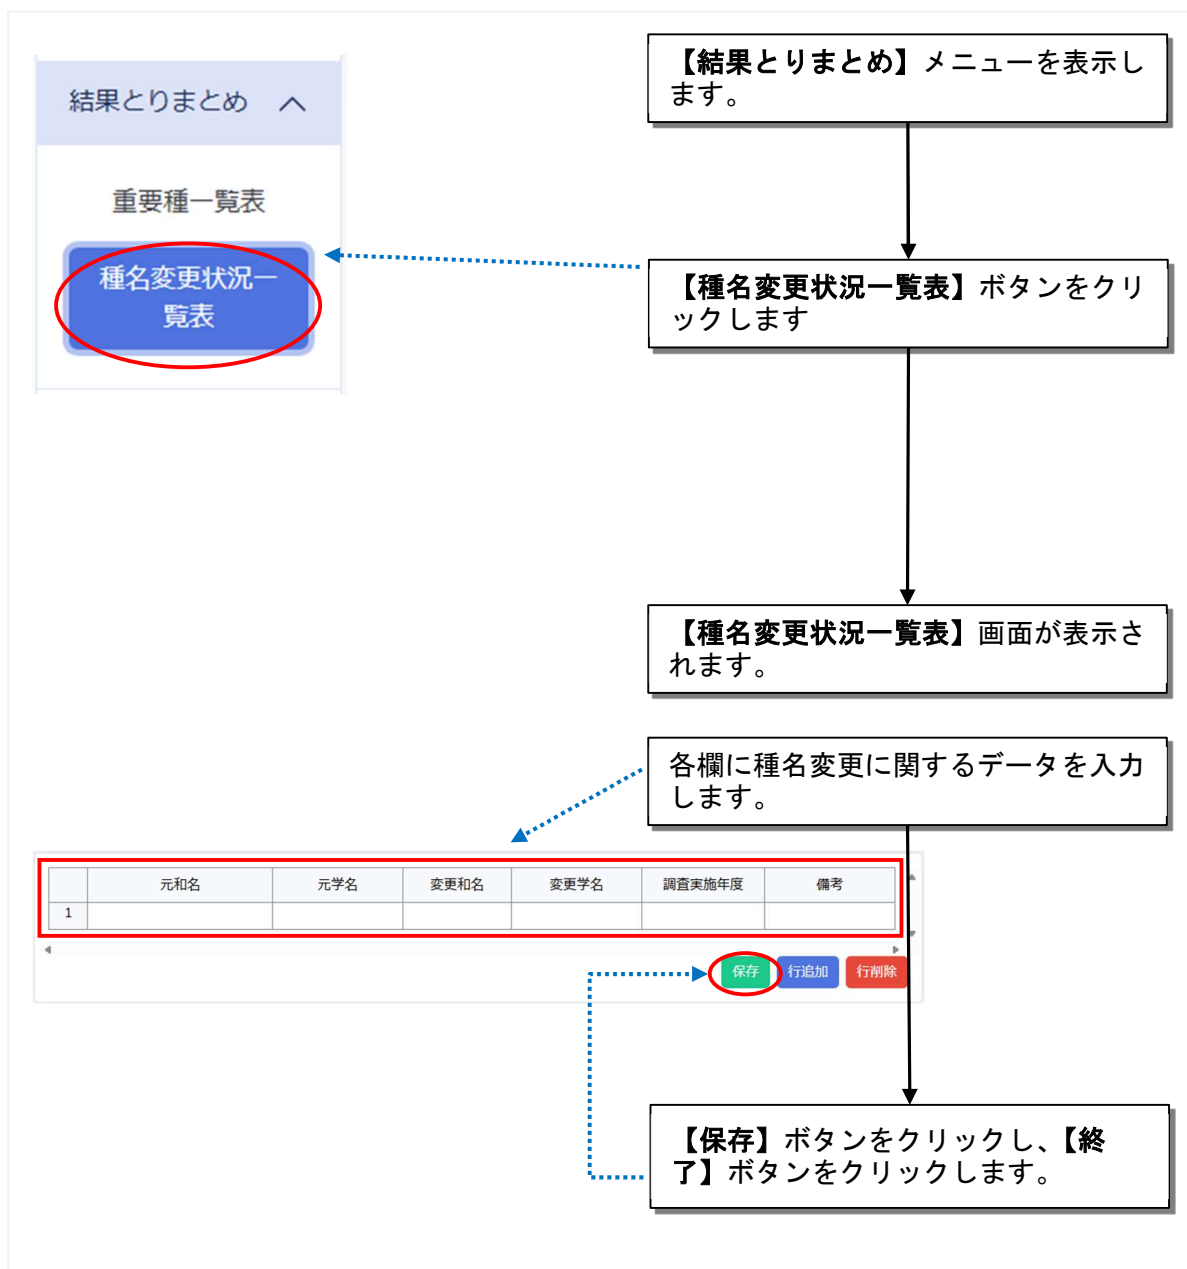 結果とりまとめ
重要種一覧表
種名変更状況一
覧表
【結果とりまとめ】メニューを表示し
ます。
【種名変更状況一覧表】ボタンをクリ
ックします
【種名変更状況一覧表】画面が表示さ
れます。
各欄に種名変更に関するデータを入力
します。
元和名 元学名 変更和名 変更学名 調査実施年度 備考
1
保存 行追加 行削除
【保存】ボタンをクリックし、【終
了】ボタンをクリックします。